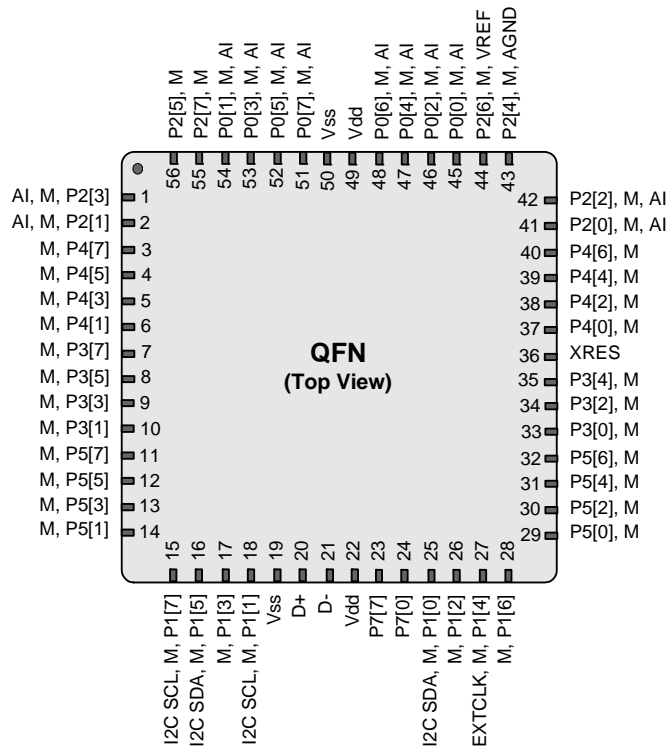 P2[5], M
P2[7], M
P0[1], M, AI
P0[3], M, AI
P0[5], M, AI
P0[7], M, AI
Vss
Vdd
P0[6], M, AI
P0[4], M, AI
P0[2], M, AI
P0[0], M, AI
P2[6], M, VREF
P2[4], M, AGND
56
55
54
53
52
51
50
49
48
47
46
45
44
43
AI, M, P2[3] 1
AI, M, P2[1] 2
M, P4[7] 3
M, P4[5] 4
M, P4[3] 5
M, P4[1] 6
M, P3[7] 7
M, P3[5] 8
M, P3[3] 9
M, P3[1] 10
M, P5[7] 11
M, P5[5] 12
M, P5[3] 13
M, P5[1] 14
QFN
(Top View)
42 P2[2], M, AI
41 P2[0], M, AI
40 P4[6], M
39 P4[4], M
38 P4[2], M
37 P4[0], M
36 XRES
35 P3[4], M
34 P3[2], M
33 P3[0], M
32 P5[6], M
31 P5[4], M
30 P5[2], M
29 P5[0], M
15
16
17
18
19
20
21
22
23
24
25
26
27
28
I2C SCL, M, P1[7]
I2C SDA, M, P1[5]
M, P1[3]
I2C SCL, M, P1[1]
Vss
D+
D-
Vdd
P7[7]
P7[0]
I2C SDA, M, P1[0]
M, P1[2]
EXTCLK, M, P1[4]
M, P1[6]